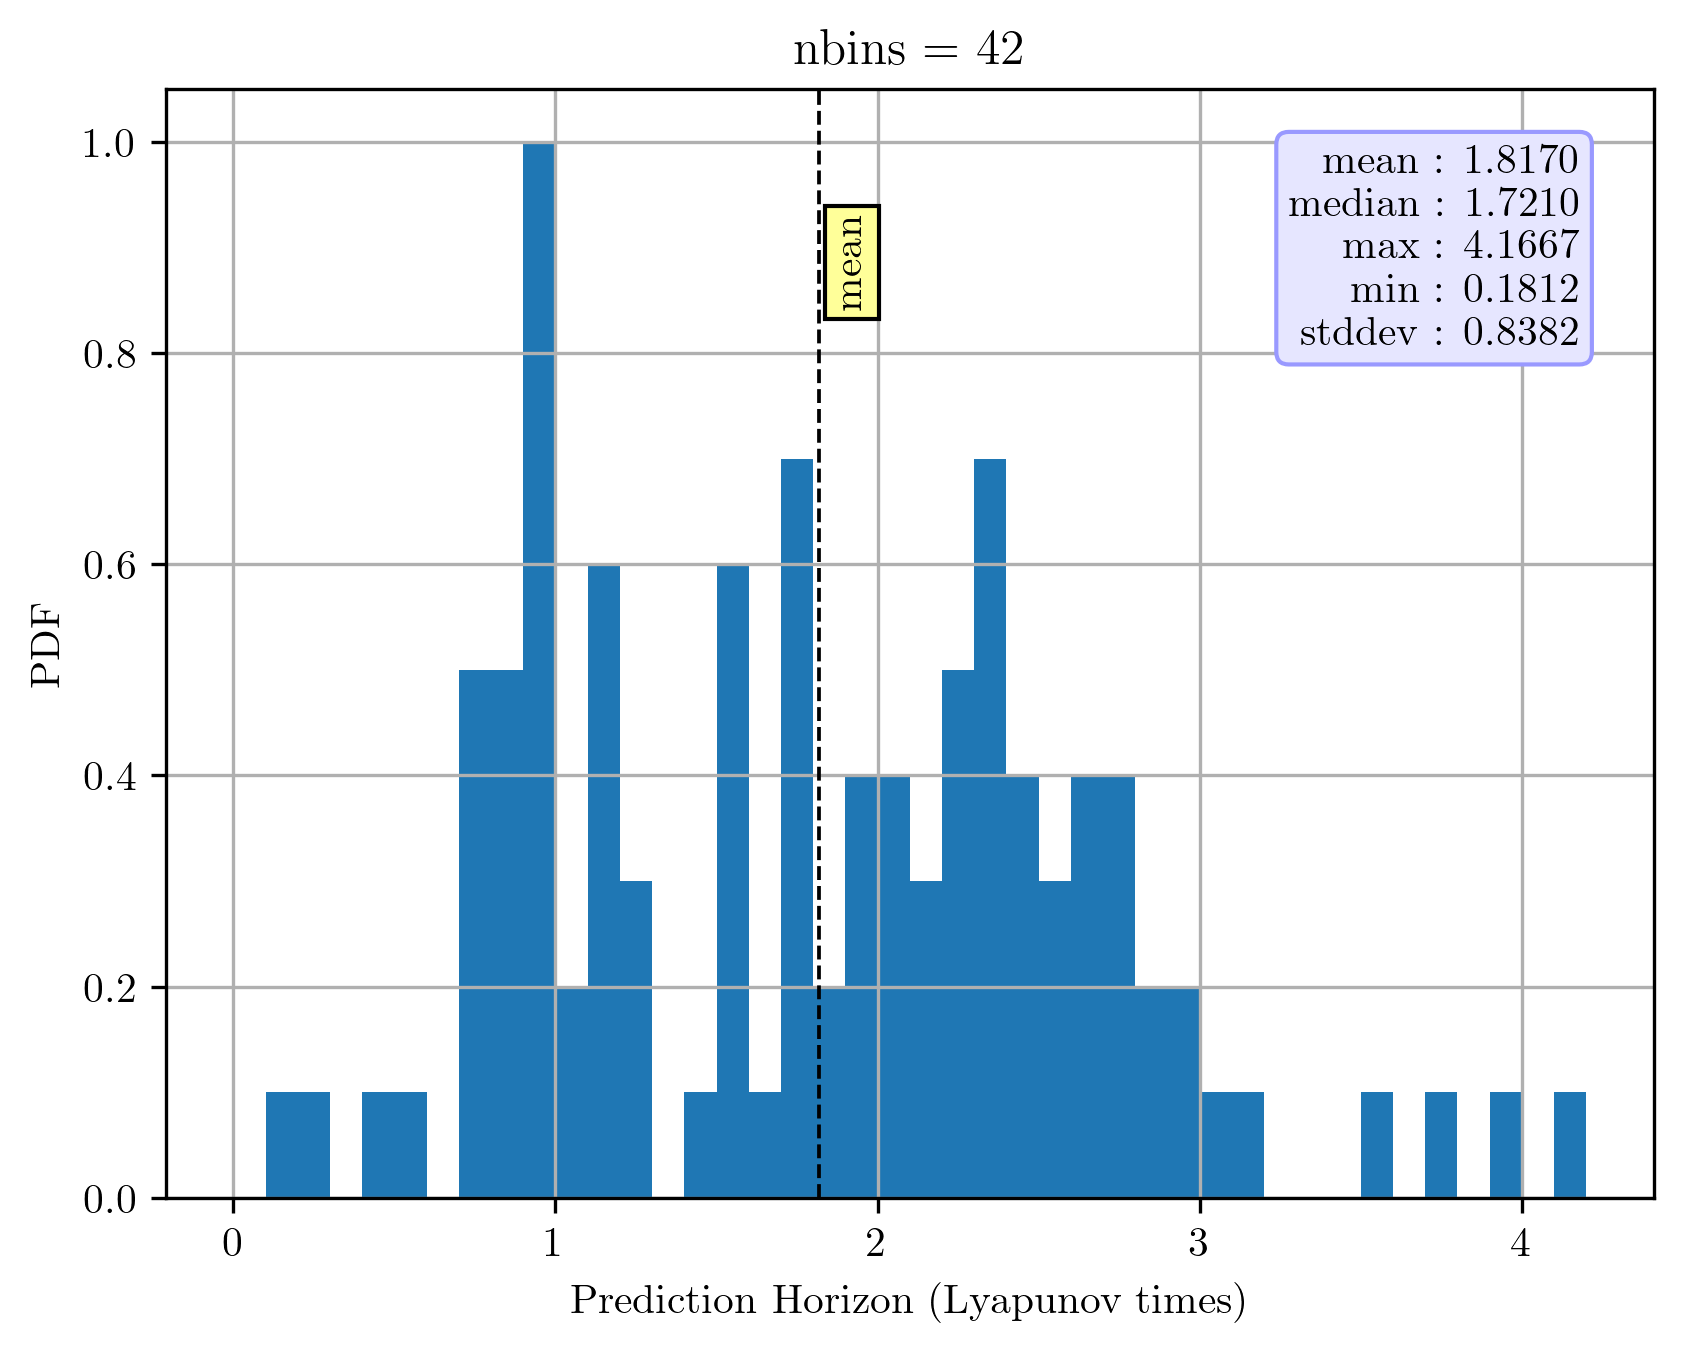 nbins = 42
mean : 1.8170
median : 1.7210
max : 4.1667
min : 0.1812
stddev : 0.8382
mean
1.0
0.8
0.6
0.4
0.2
0.0
PDF
0 1 2 3 4
Prediction Horizon (Lyapunov times)